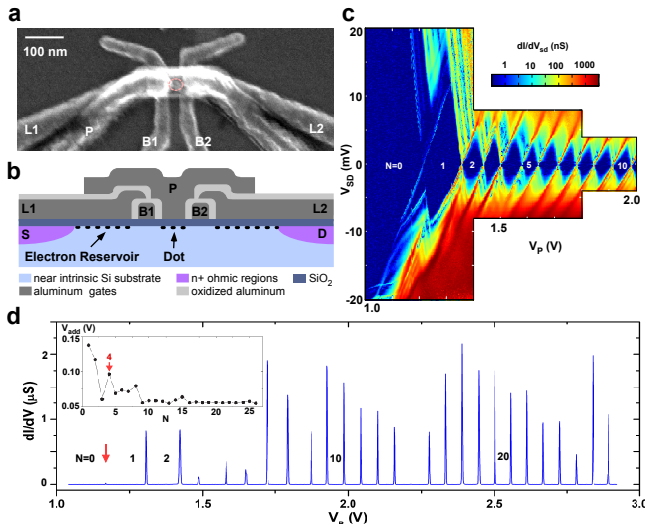 a
100 nm
L1
P
B1
B2
L2
b
P
L1
B1
B2
L2
S
D
Electron Reservoir
Dot
near intrinsic Si substrate
n+ ohmic regions
SiO2
aluminum gates
oxidized aluminum
c
dI/dVsd (nS)
1 10 100 1000
20
10
0
-10
-20
VSD (mV)
N=0
1
2
5
10
1.0
1.5
2.0
VP (V)
d
Vadd (V)
0.15
0.10
0.05
4
0 5 10 15 20 25
N
2
1
0
dI/dV (μS)
N=0
1
2
10
20
1.0 1.5 2.0 2.5 3.0
VP (V)